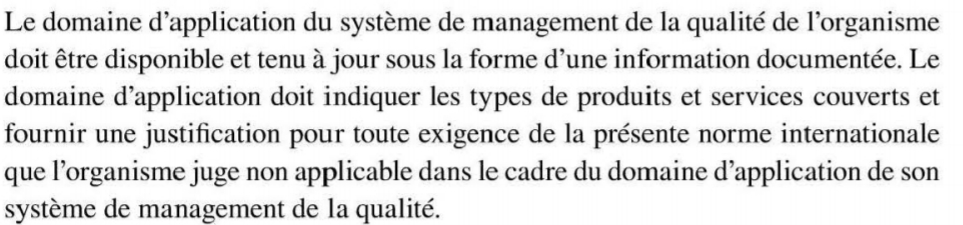 Le domaine d’application du système de management de la qualité de l’organisme
doit être disponible et tenu à jour sous la forme d’une information documentée. Le
domaine d’application doit indiquer les types de produits et services couverts et
fournir une justification pour toute exigence de la présente norme internationale
que l’organisme juge non applicable dans le cadre du domaine d’application de son
système de management de la qualité.